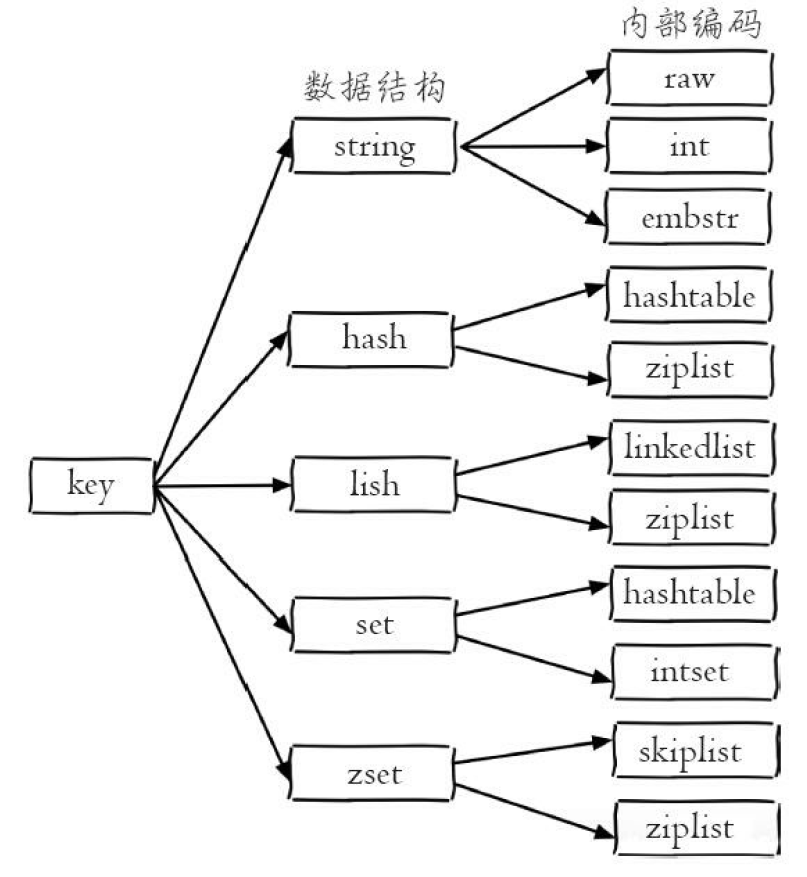 内部编码
数据结构
raw
string
int
embstr
hashtable
hash
ziplist
linkedlist
key
lish
ziplist
hashtable
set
intset
skiplist
zset
ziplist